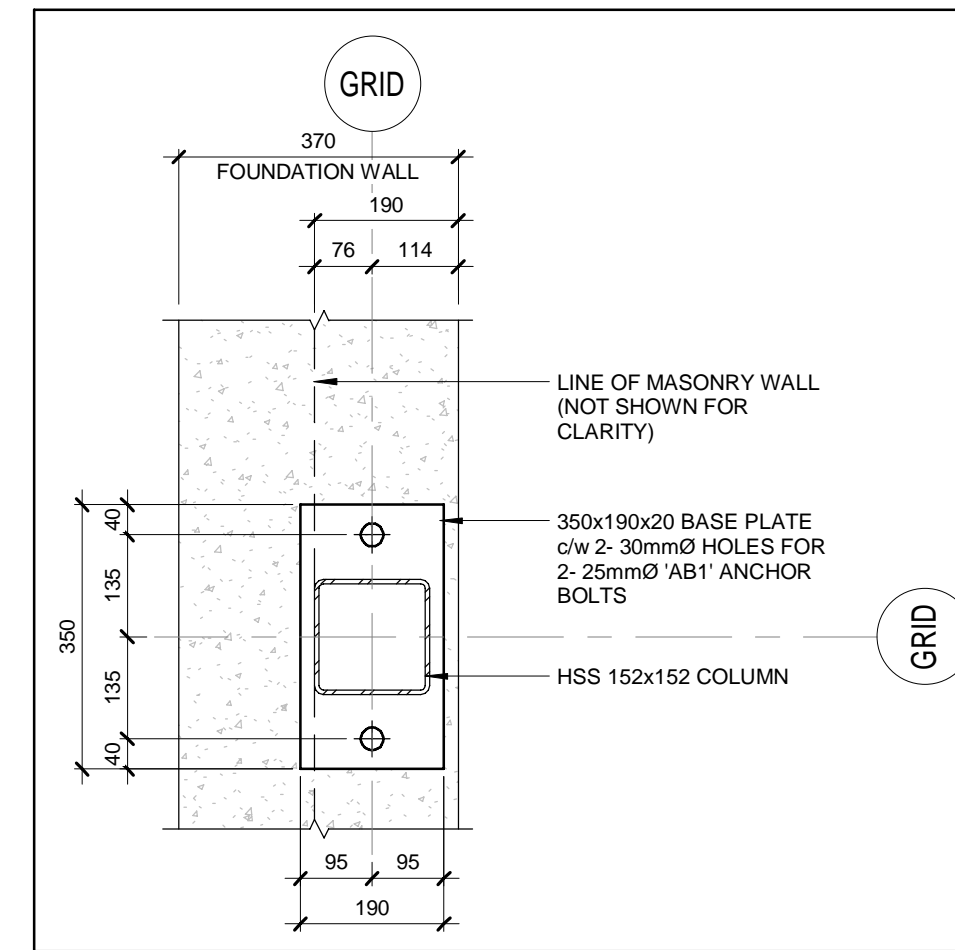 GRID
370
FOUNDATION WALL
190
76
114
LINE OF MASONRY WALL
(NOT SHOWN FOR
CLARITY)
350x190x20 BASE PLATE
c/w 2- 30mmØ HOLES FOR
2- 25mmØ 'AB1' ANCHOR
BOLTS
40
135
350
135
40
GRID
HSS 152x152 COLUMN
95
95
190